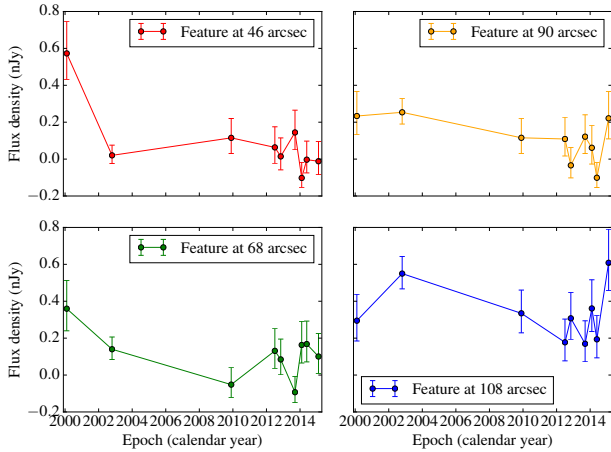 0.8
0.6
0.4
0.2
0.0
−0.2
Flux density (nJy)
Feature at 46 arcsec
Feature at 90 arcsec
0.8
0.6
0.4
0.2
0.0
−0.2
Flux density (nJy)
Feature at 68 arcsec
Feature at 108 arcsec
2000 2002 2004 2006 2008 2010 2012 2014
Epoch (calendar year)
2000 2002 2004 2006 2008 2010 2012 2014
Epoch (calendar year)